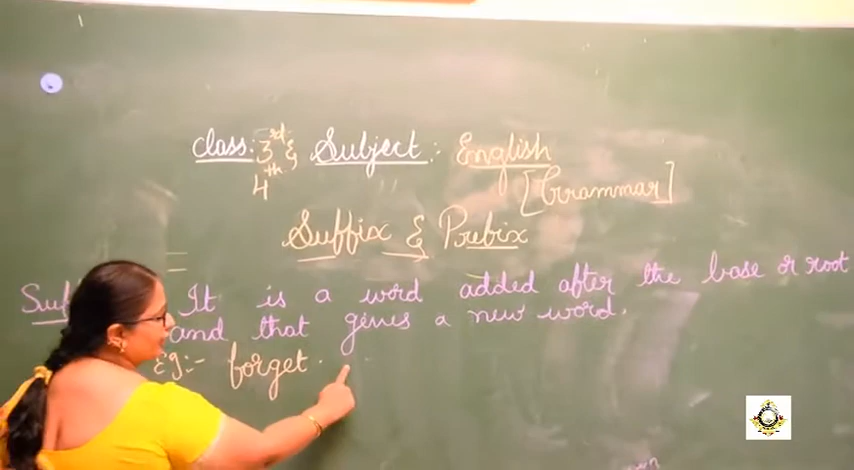 Class: 3rd & Subject: English
4th [Grammar]
Suffix & Prefix
Suf It is a word added after the base or root
and that gives a new word.
eg:- forget.